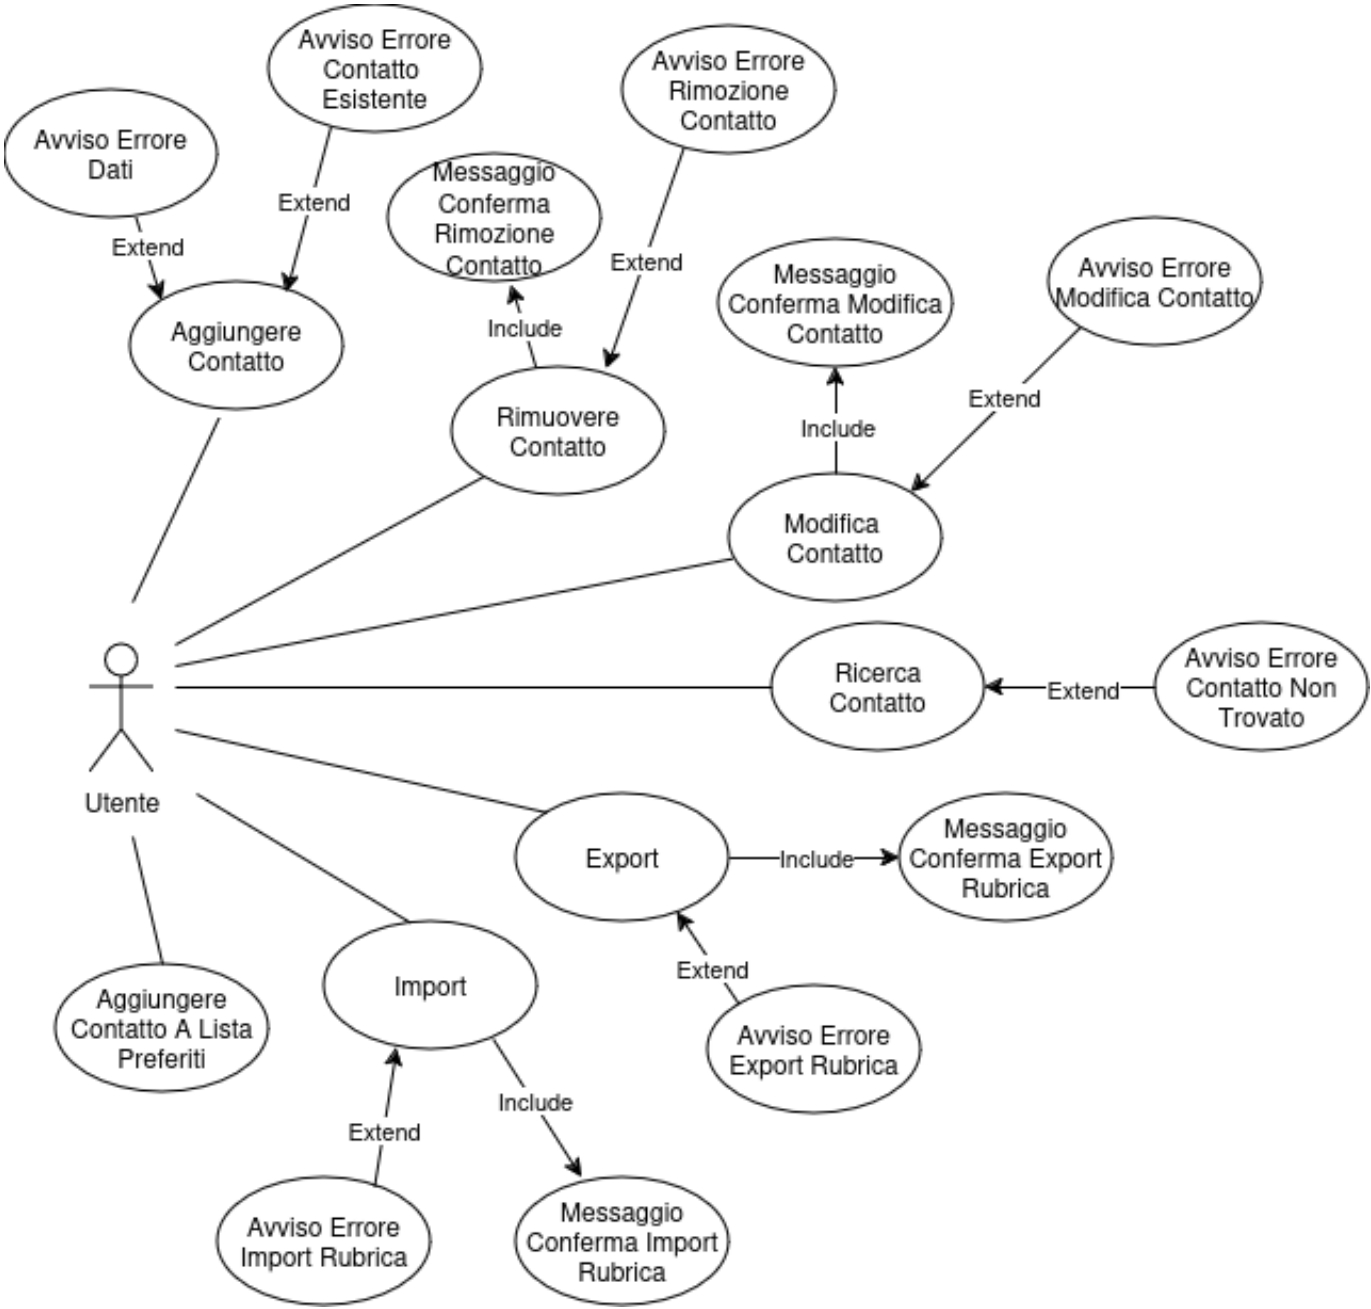 Avviso Errore
Contatto
Esistente
Avviso Errore
Rimozione
Contatto
Avviso Errore
Dati
Messaggio
Conferma
Rimozione
Contatto
Extend
Extend
Extend
Avviso Errore
Modifica Contatto
Messaggio
Conferma Modifica
Contatto
Aggiungere
Contatto
Include
Extend
Rimuovere
Contatto
Include
Modifica
Contatto
Ricerca
Contatto
Extend
Avviso Errore
Contatto Non
Trovato
Utente
Export
Include
Messaggio
Conferma Export
Rubrica
Extend
Import
Aggiungere
Contatto A Lista
Preferiti
Avviso Errore
Export Rubrica
Include
Extend
Avviso Errore
Import Rubrica
Messaggio
Conferma Import
Rubrica